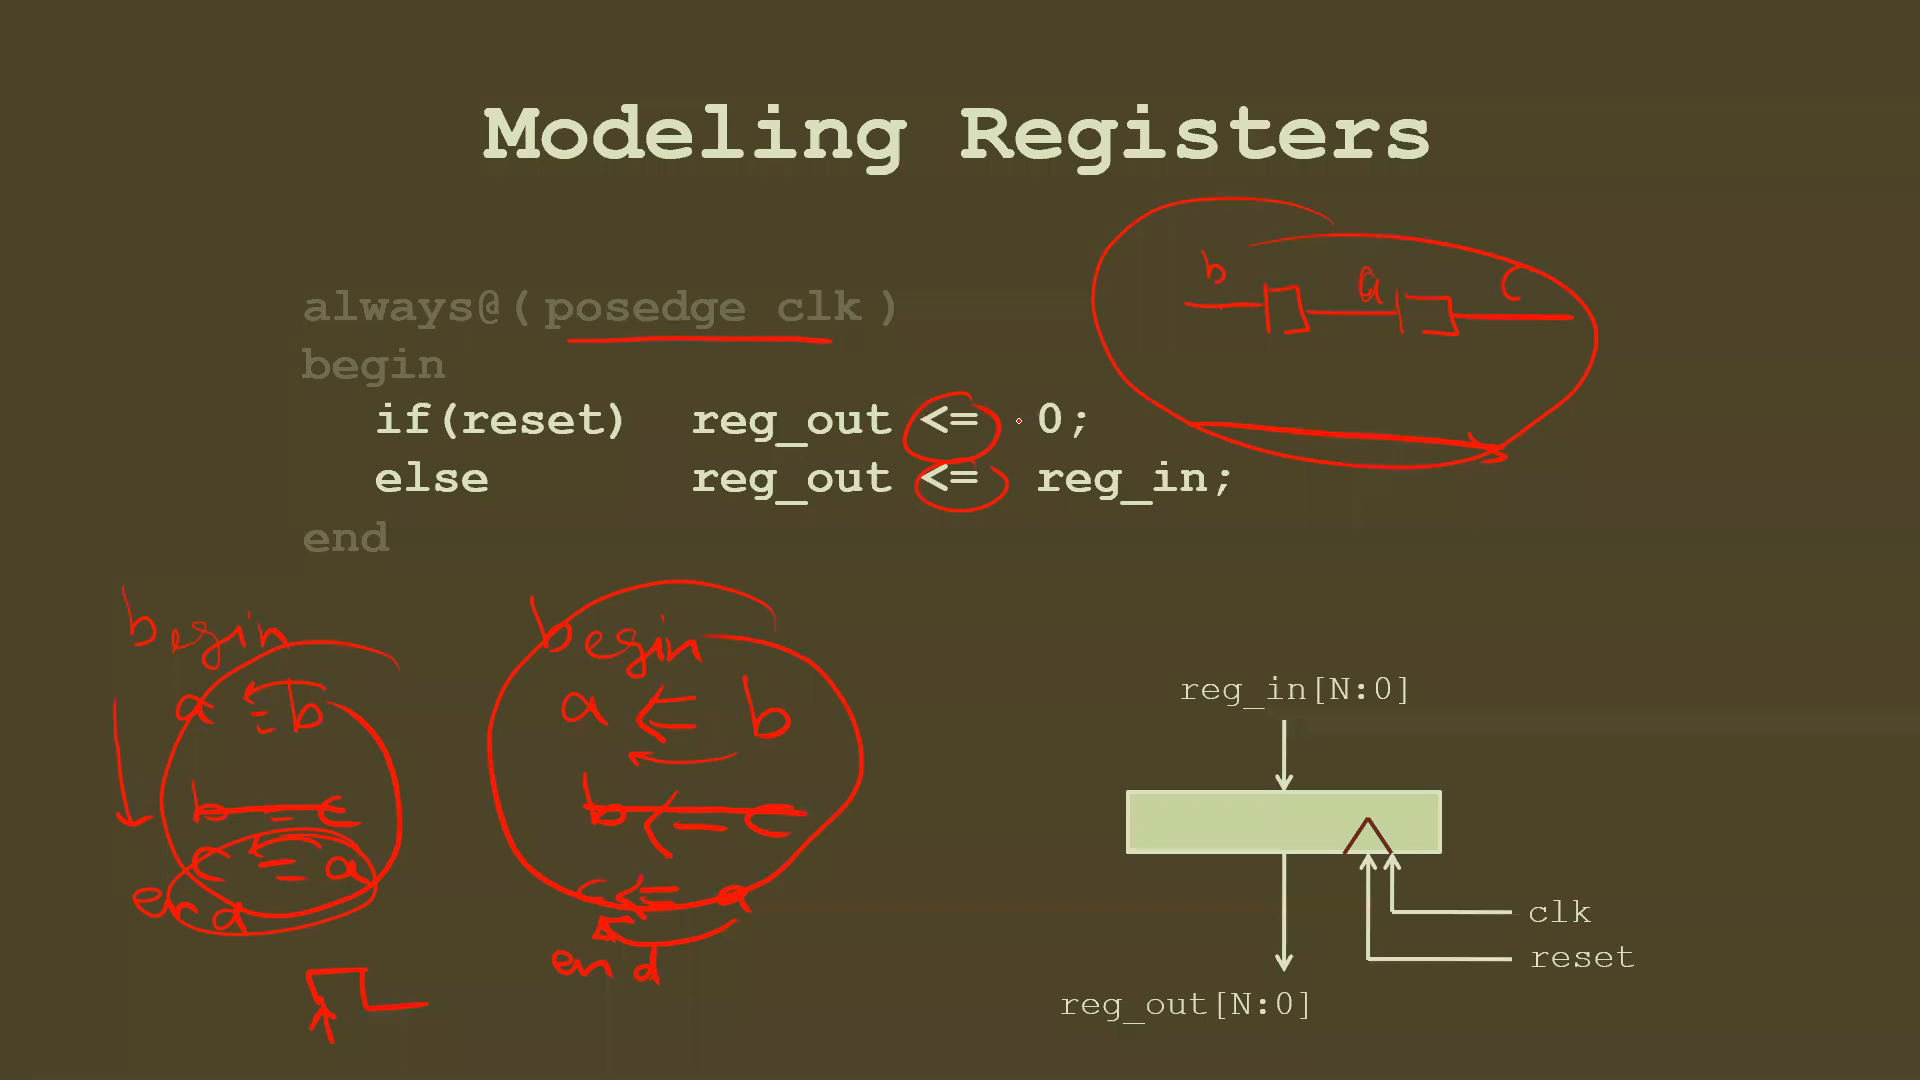 Modeling Registers
always@(posedge clk)
begin
if(reset) reg_out <= 0;
else reg_out <= reg_in;
end
b a c
begin
a = b
b = c
c = a
end
begin
a <= b
b <= c
c <= a
end
reg_in[N:0]
clk
reset
reg_out[N:0]